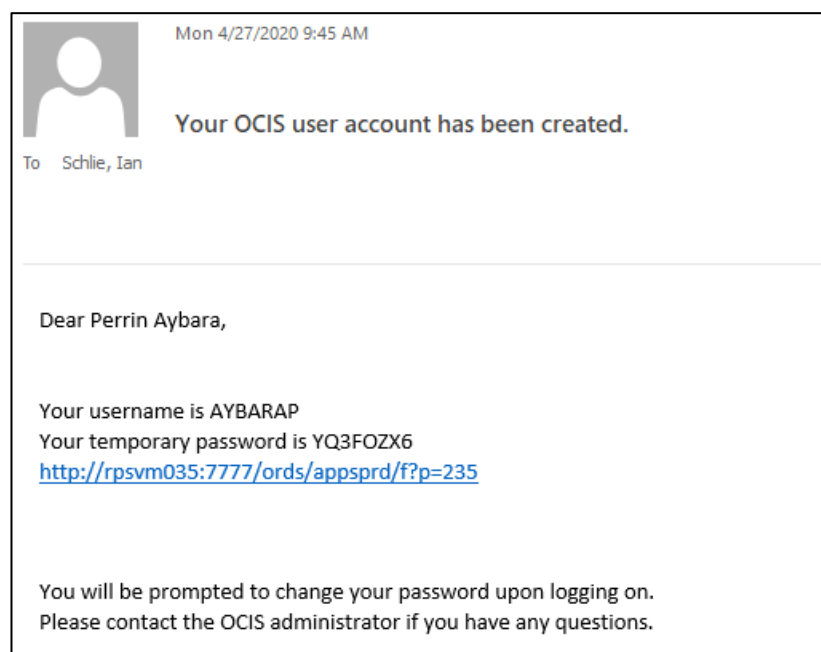 Mon 4/27/2020 9:45 AM
Your OCIS user account has been created.
To Schlie, Ian
Dear Perrin Aybara,
Your username is AYBARAP
Your temporary password is YQ3FOZX6
http://rpsvm035:7777/ords/appsprd/f?p=235
You will be prompted to change your password upon logging on.
Please contact the OCIS administrator if you have any questions.